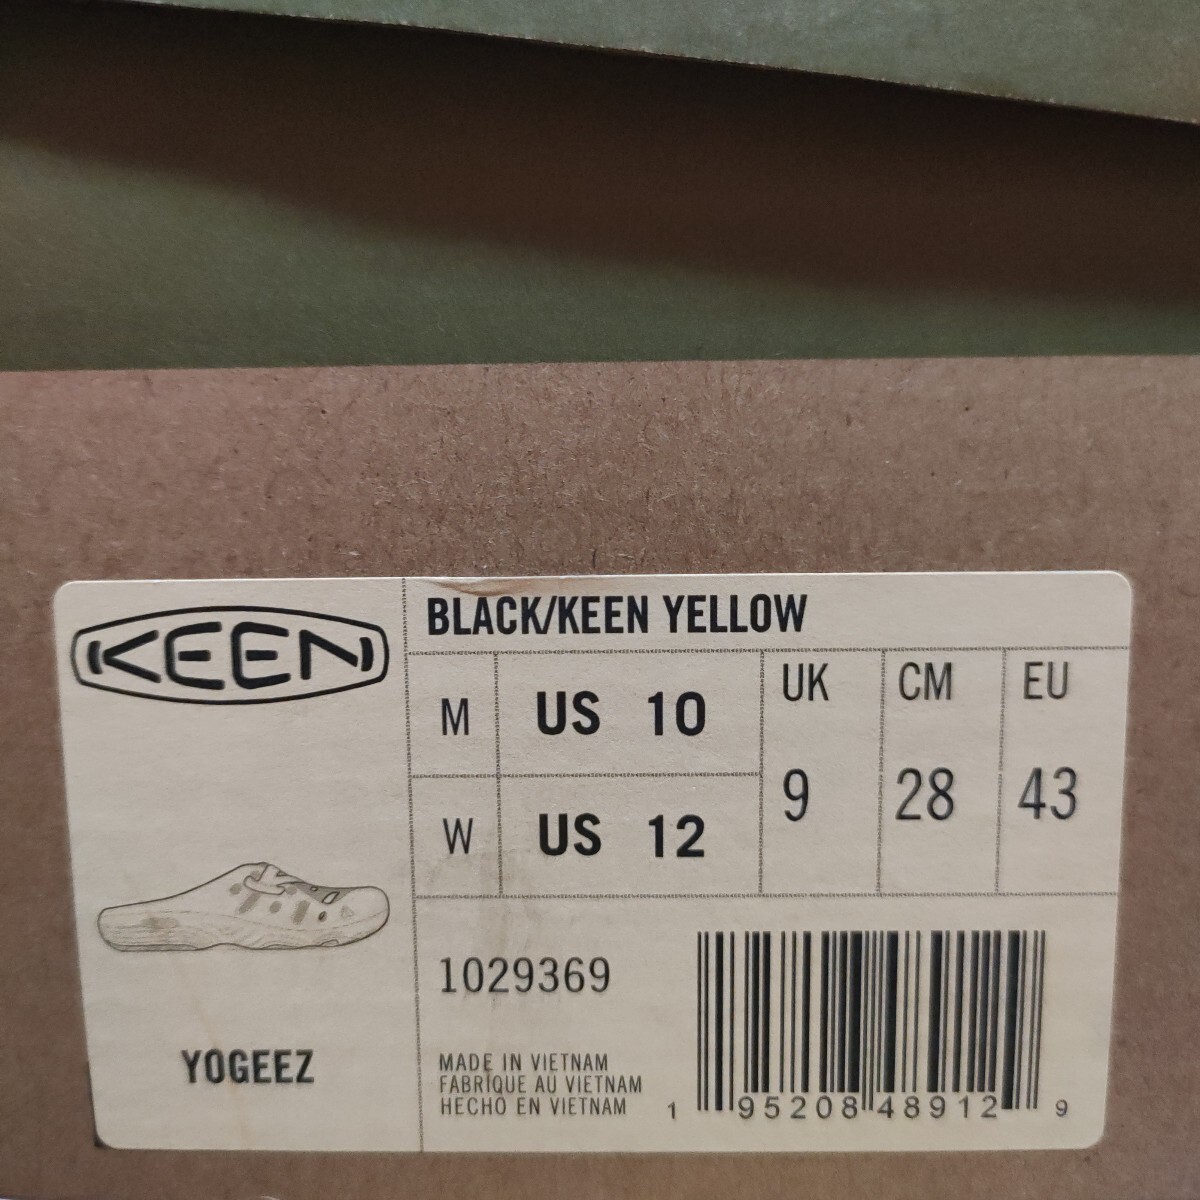 KEEN
BLACK/KEEN YELLOW
M US 10
W US 12
UK CM EU
9 28 43
1029369
YOGEEZ
MADE IN VIETNAM
FABRIQUE AU VIETNAM
HECHO EN VIETNAM
1 95208 48912 9